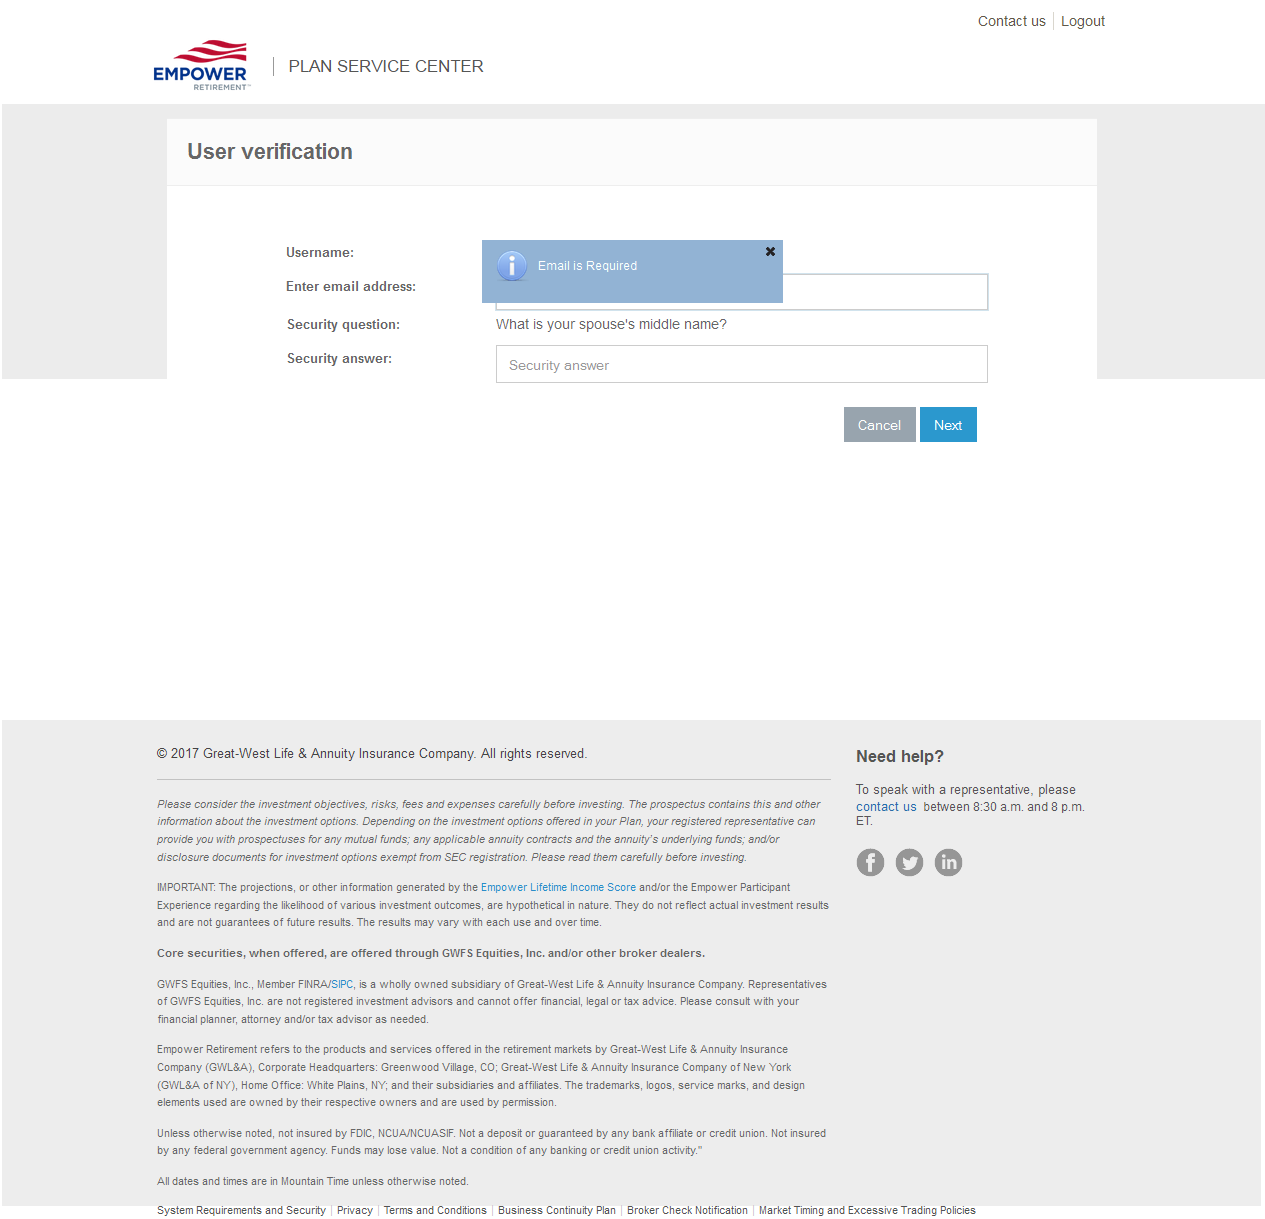 Contact us Logout
EMPOWER
RETIREMENT™
PLAN SERVICE CENTER
User verification
Username:
Email is Required
Enter email address:
Security question: What is your spouse's middle name?
Security answer: Security answer
Cancel Next
© 2017 Great-West Life & Annuity Insurance Company. All rights reserved.
Please consider the investment objectives, risks, fees and expenses carefully before investing. The prospectus contains this and other
information about the investment options. Depending on the investment options offered in your Plan, your registered representative can
provide you with prospectuses for any mutual funds; any applicable annuity contracts and the annuity's underlying funds; and/or
disclosure documents for investment options exempt from SEC registration. Please read them carefully before investing.
IMPORTANT: The projections, or other information generated by the Empower Lifetime Income Score and/or the Empower Participant
Experience regarding the likelihood of various investment outcomes, are hypothetical in nature. They do not reflect actual investment results
and are not guarantees of future results. The results may vary with each use and over time.
Core securities, when offered, are offered through GWFS Equities, Inc. and/or other broker dealers.
GWFS Equities, Inc., Member FINRA/SIPC, is a wholly owned subsidiary of Great-West Life & Annuity Insurance Company. Representatives
of GWFS Equities, Inc. are not registered investment advisors and cannot offer financial, legal or tax advice. Please consult with your
financial planner, attorney and/or tax advisor as needed.
Empower Retirement refers to the products and services offered in the retirement markets by Great-West Life & Annuity Insurance
Company (GWL&A), Corporate Headquarters: Greenwood Village, CO; Great-West Life & Annuity Insurance Company of New York
(GWL&A of NY), Home Office: White Plains, NY; and their subsidiaries and affiliates. The trademarks, logos, service marks, and design
elements used are owned by their respective owners and are used by permission.
Unless otherwise noted, not insured by FDIC, NCUA/NCUASIF. Not a deposit or guaranteed by any bank affiliate or credit union. Not insured
by any federal government agency. Funds may lose value. Not a condition of any banking or credit union activity."
All dates and times are in Mountain Time unless otherwise noted.
Need help?
To speak with a representative, please
contact us between 8:30 a.m. and 8 p.m.
ET.
System Requirements and Security Privacy Terms and Conditions Business Continuity Plan Broker Check Notification Market Timing and Excessive Trading Policies